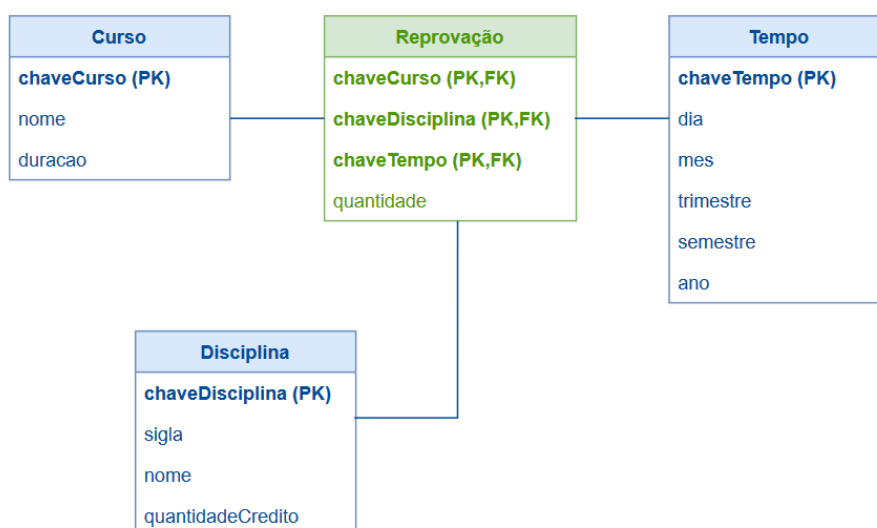 Curso
chaveCurso (PK)
nome
duracao
Reprovação
chaveCurso (PK,FK)
chaveDisciplina (PK,FK)
chaveTempo (PK,FK)
quantidade
Tempo
chaveTempo (PK)
dia
mes
trimestre
semestre
ano
Disciplina
chaveDisciplina (PK)
sigla
nome
quantidadeCredito